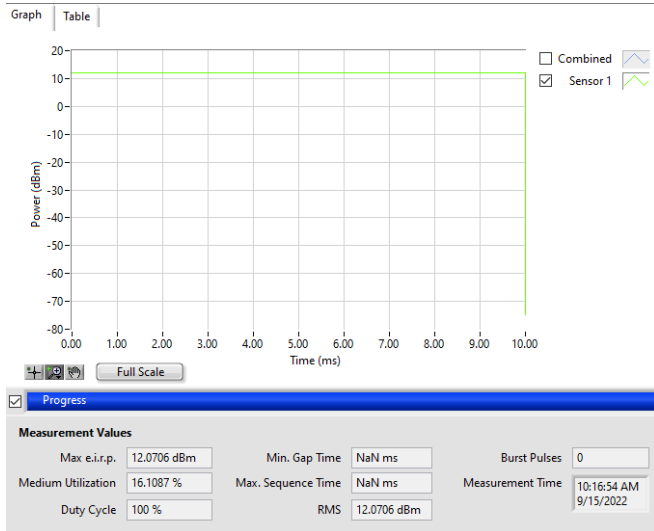 Graph Table
20
10
0
-10
-20
-30
-40
-50
-60
-70
-80
Power (dBm)
0.00 1.00 2.00 3.00 4.00 5.00 6.00 7.00 8.00 9.00 10.00
Time (ms)
Combined
Sensor 1
Full Scale
Progress
Measurement Values
Max e.i.r.p. 12.0706 dBm Min. Gap Time NaN ms Burst Pulses 0
Medium Utilization 16.1087 % Max. Sequence Time NaN ms Measurement Time 10:16:54 AM
9/15/2022
Duty Cycle 100 % RMS 12.0706 dBm